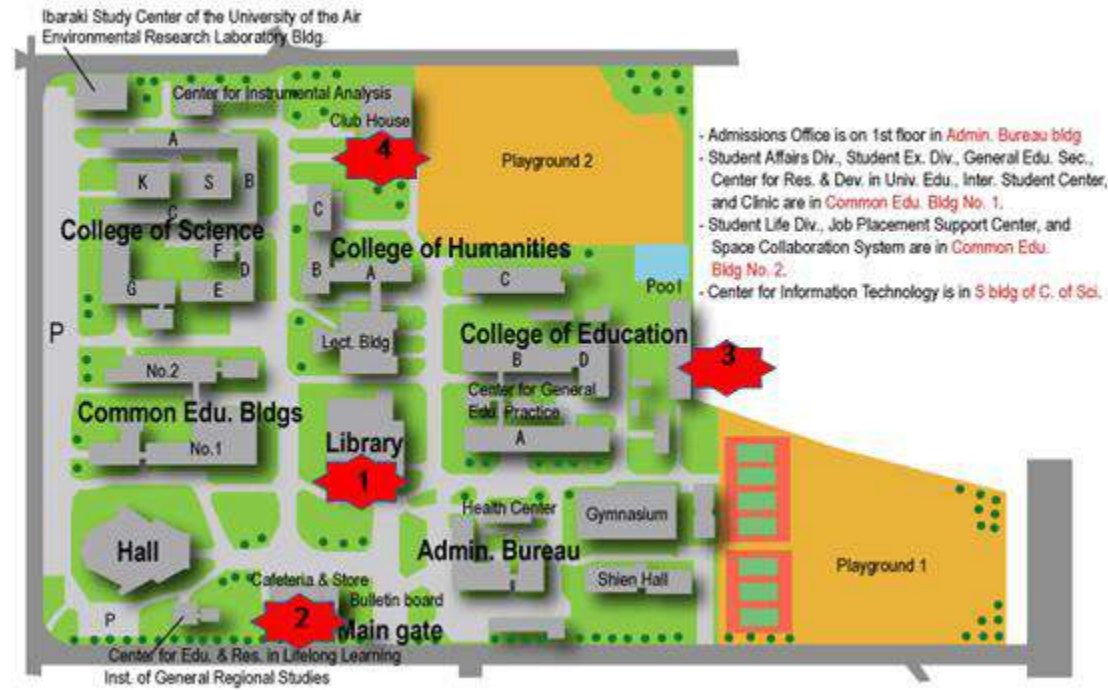 Ibaraki Study Center of the University of the Air
Environmental Research Laboratory Bldg.
Center for Instrumental Analysis
Club House
4
Playground 2
A
K
S
B
C
College of Science
F
D
G
E
C
College of Humanities
B
A
Lect. Bldg
C
Pool
College of Education
B
D
3
Center for General
Edu. Practice
A
P
No.2
Common Edu. Bldgs
No.1
Library
1
Health Center
Gymnasium
Admin. Bureau
Shien Hall
Playground 1
Hall
Cafeteria & Store
Bulletin board
2
Main gate
P
Center for Edu. & Res. in Lifelong Learning
Inst. of General Regional Studies
- Admissions Office is on 1st floor in Admin. Bureau bldg
- Student Affairs Div., Student Ex. Div., General Edu. Sec.,
Center for Res. & Dev. in Univ. Edu., Inter. Student Center,
and Clinic are in Common Edu. Bldg No. 1.
- Student Life Div., Job Placement Support Center, and
Space Collaboration System are in Common Edu.
Bldg No. 2.
- Center for Information Technology is in S bldg of C. of Sci.